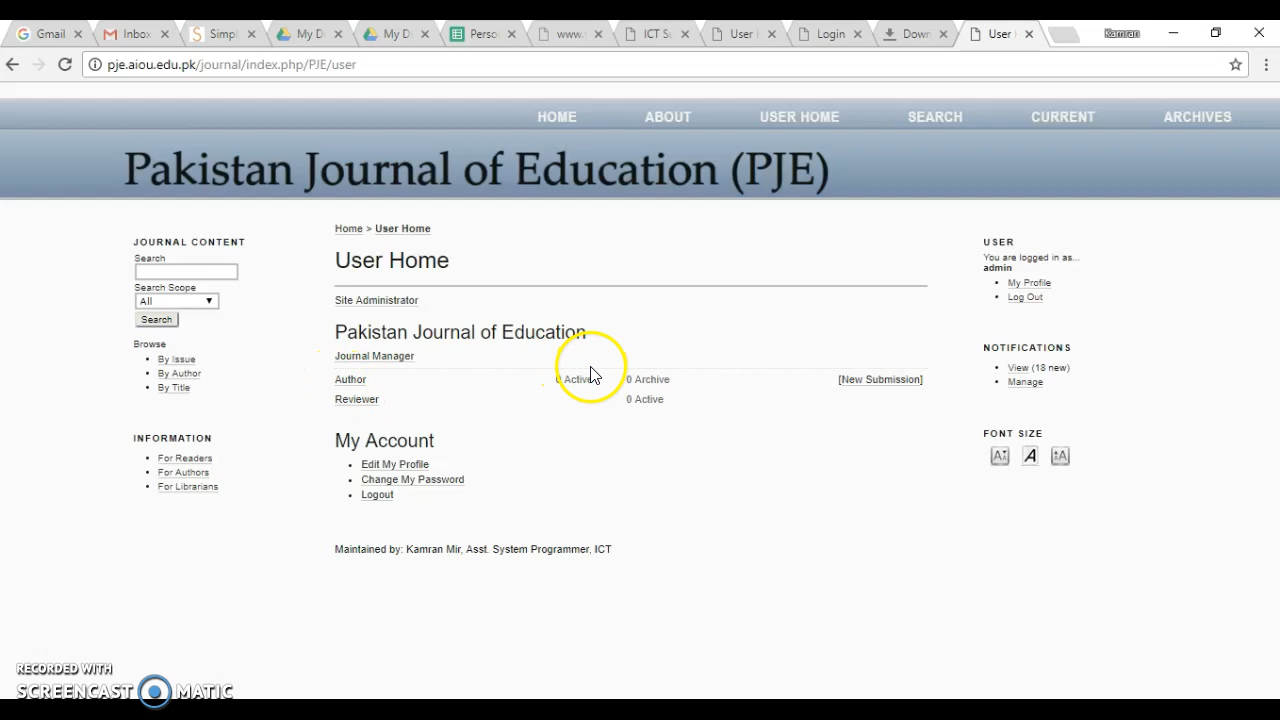 Gmail
Inbox
Simpl
My D
My D
Perso
www.
ICT S
User
Login
Down
User
Kamran
pje.aiou.edu.pk/journal/index.php/PJE/user
HOME ABOUT USER HOME SEARCH CURRENT ARCHIVES
Pakistan Journal of Education (PJE)
JOURNAL CONTENT
Search
Search Scope
All
Search
Browse
By Issue
By Author
By Title
INFORMATION
For Readers
For Authors
For Librarians
Home > User Home
User Home
Site Administrator
Pakistan Journal of Education
Journal Manager
Author 0 Active 0 Archive [New Submission]
Reviewer 0 Active
My Account
Edit My Profile
Change My Password
Logout
Maintained by: Kamran Mir, Asst. System Programmer, ICT
USER
You are logged in as...
admin
My Profile
Log Out
NOTIFICATIONS
View (18 new)
Manage
FONT SIZE
RECORDED WITH
SCREENCAST MATIC